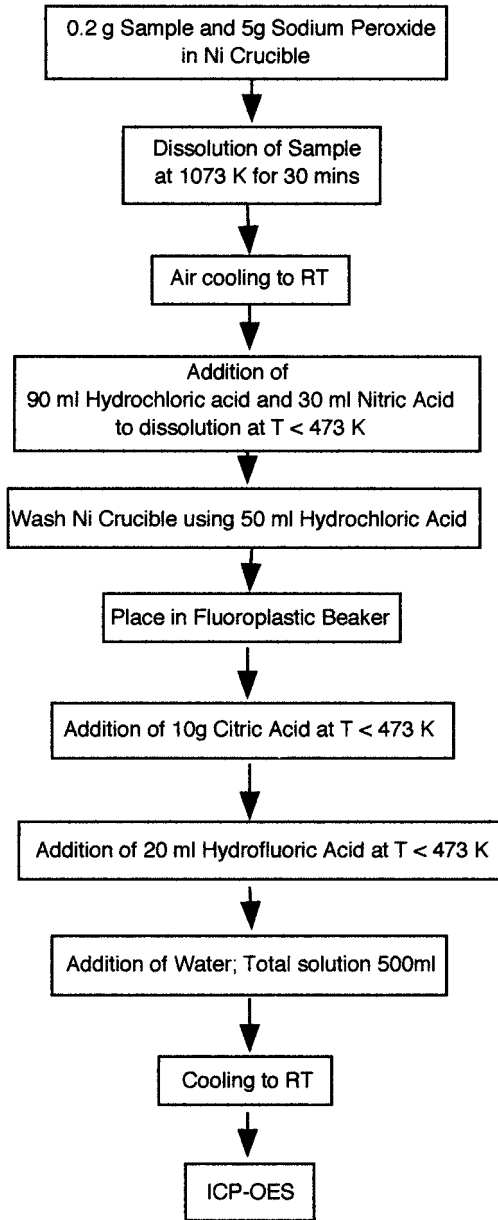 0.2 g Sample and 5g Sodium Peroxide
in Ni Crucible
Dissolution of Sample
at 1073 K for 30 mins
Air cooling to RT
Addition of
90 ml Hydrochloric acid and 30 ml Nitric Acid
to dissolution at T < 473 K
Wash Ni Crucible using 50 ml Hydrochloric Acid
Place in Fluoroplastic Beaker
Addition of 10g Citric Acid at T < 473 K
Addition of 20 ml Hydrofluoric Acid at T < 473 K
Addition of Water; Total solution 500ml
Cooling to RT
ICP-OES